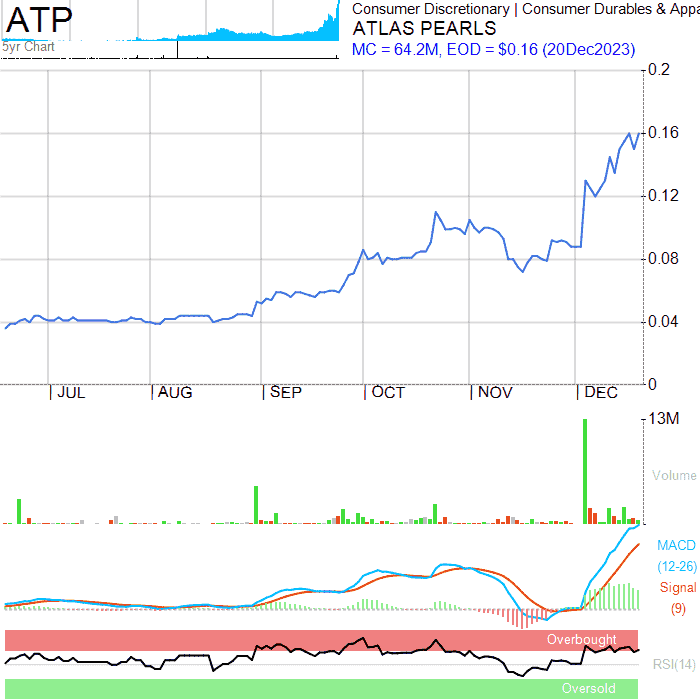 ATP
5yr Chart
Consumer Discretionary | Consumer Durables & Appa
ATLAS PEARLS
MC = 64.2M, EOD = $0.16 (20Dec2023)
0.2
0.16
0.12
0.08
0.04
0
JUL AUG SEP OCT NOV DEC
13M
Volume
MACD
(12-26)
Signal
(9)
Overbought
RSI(14)
Oversold